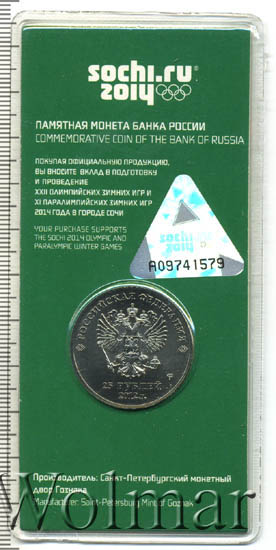 sochi.ru
2014
ПАМЯТНАЯ МОНЕТА БАНКА РОССИИ
COMMEMORATIVE COIN OF THE BANK OF RUSSIA
ПОКУПАЯ ОФИЦИАЛЬНУЮ ПРОДУКЦИЮ,
ВЫ ВНОСИТЕ ВКЛАД В ПОДГОТОВКУ
И ПРОВЕДЕНИЕ
XXII ОЛИМПИЙСКИХ ЗИМНИХ ИГР И
XI ПАРАЛИМПИЙСКИХ ЗИМНИХ ИГР
2014 ГОДА В ГОРОДЕ СОЧИ
YOUR PURCHASE SUPPORTS
THE SOCHI 2014 OLYMPIC AND
PARALYMPIC WINTER GAMES
sochi.ru
2014
A09741579
РОССИЙСКАЯ ФЕДЕРАЦИЯ
25 РУБЛЕЙ
2012 г.
Производитель: Санкт-Петербургский монетный
двор Гознака
Manufacturer: Saint-Petersburg Mint of Goznak
Wolmar